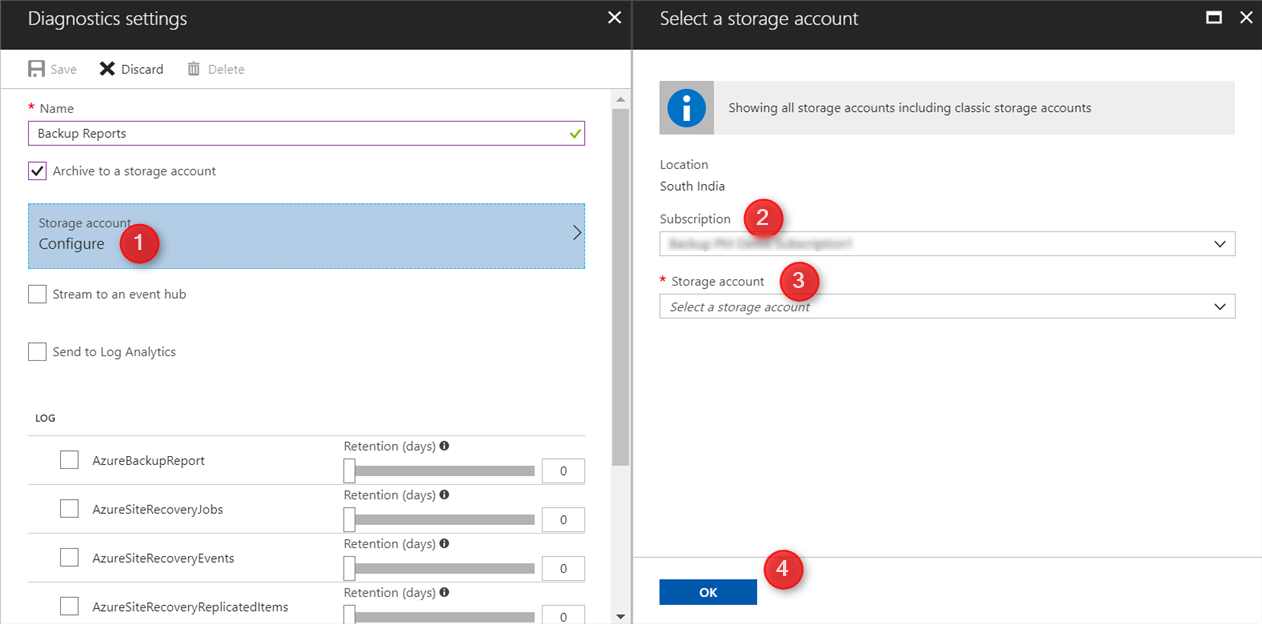 Diagnostics settings
Save Discard Delete
* Name
Backup Reports
Archive to a storage account
Storage account
Configure
1
Stream to an event hub
Send to Log Analytics
LOG
Retention (days)
AzureBackupReport
0
Retention (days)
AzureSiteRecoveryJobs
0
Retention (days)
AzureSiteRecoveryEvents
0
Retention (days)
AzureSiteRecoveryReplicatedItems
0
Select a storage account
Showing all storage accounts including classic storage accounts
Location
South India
Subscription
2
* Storage account
3
Select a storage account
4
OK